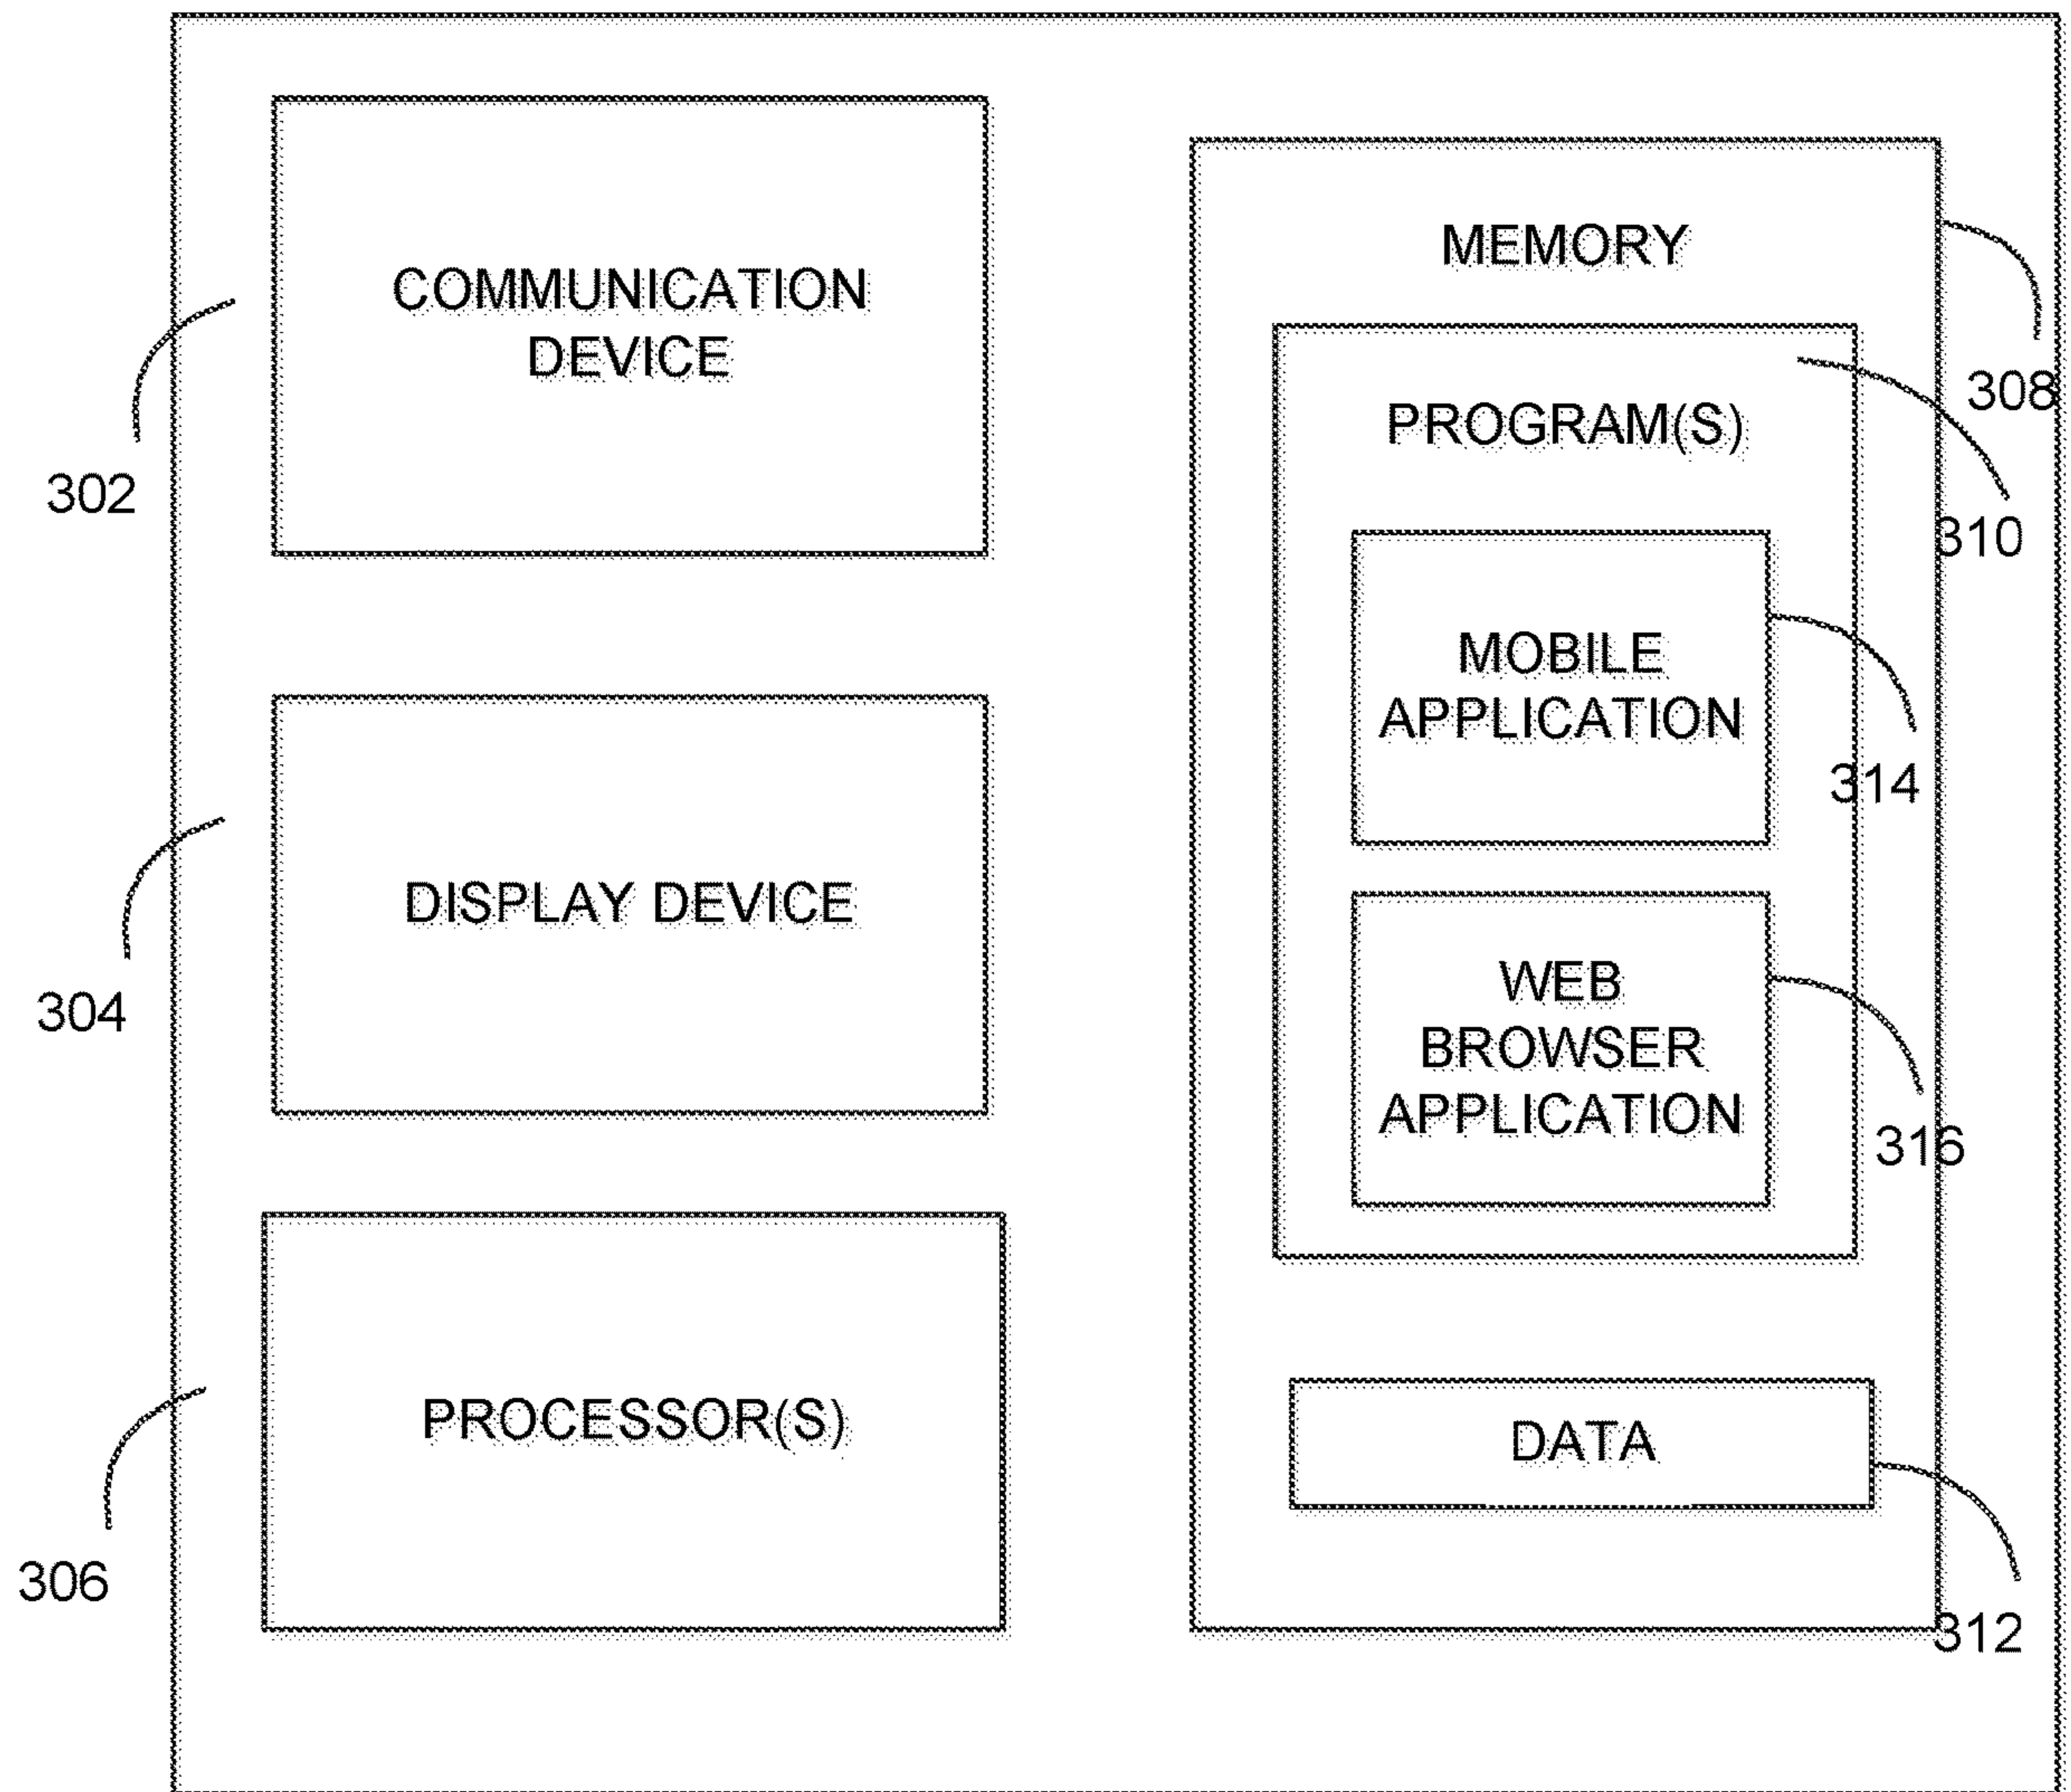 COMMUNICATION
DEVICE
302
DISPLAY DEVICE
304
PROCESSOR(S)
306
MEMORY
308
PROGRAM(S)
310
MOBILE
APPLICATION
314
WEB
BROWSER
APPLICATION
316
DATA
312